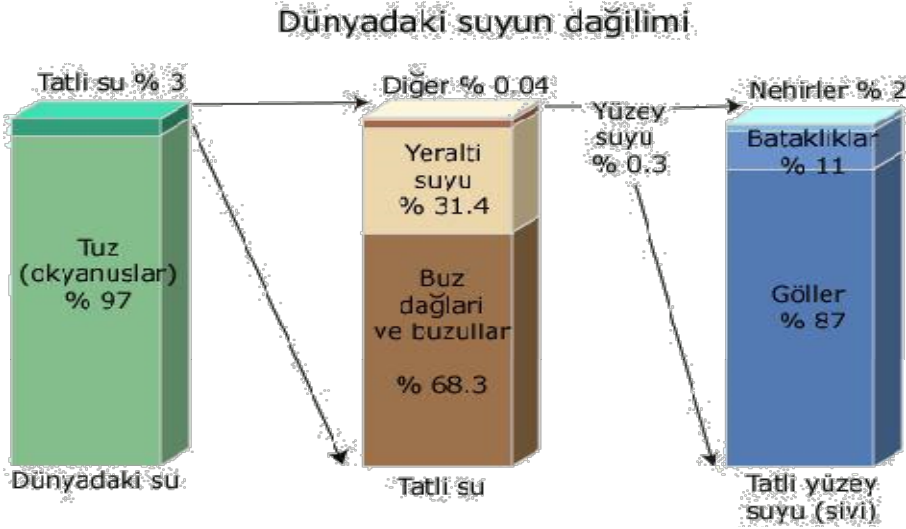 Dünyadaki suyun dağilimi
Tatli su % 3
Tuz
(okyanuslar)
% 97
Dünyadaki su
Diğer % 0.04
Yeralti
suyu
% 31.4
Buz
dağlari
ve buzullar
% 68.3
Tatli su
Yüzey
suyu
% 0.3
Nehirler % 2
Batakliklar
% 11
Göller
% 87
Tatli yüzey
suyu (sivi)